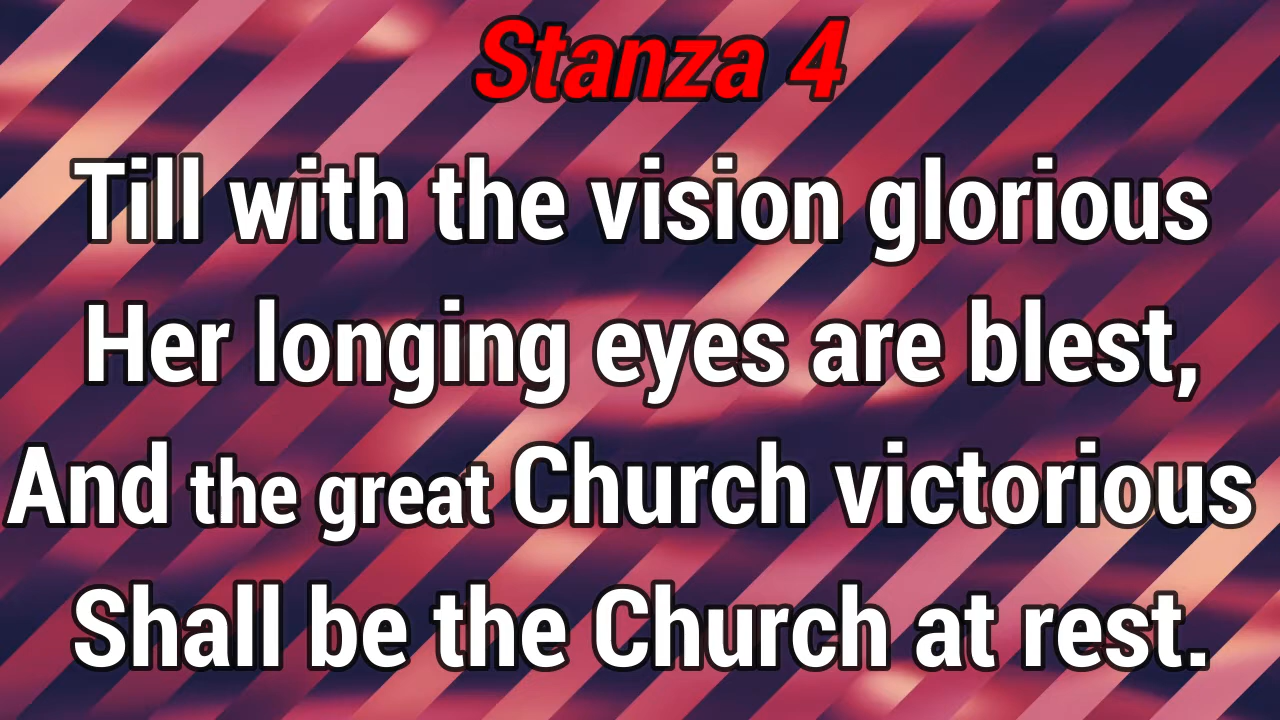 Stanza 4
Till with the vision glorious
Her longing eyes are blest,
And the great Church victorious
Shall be the Church at rest.